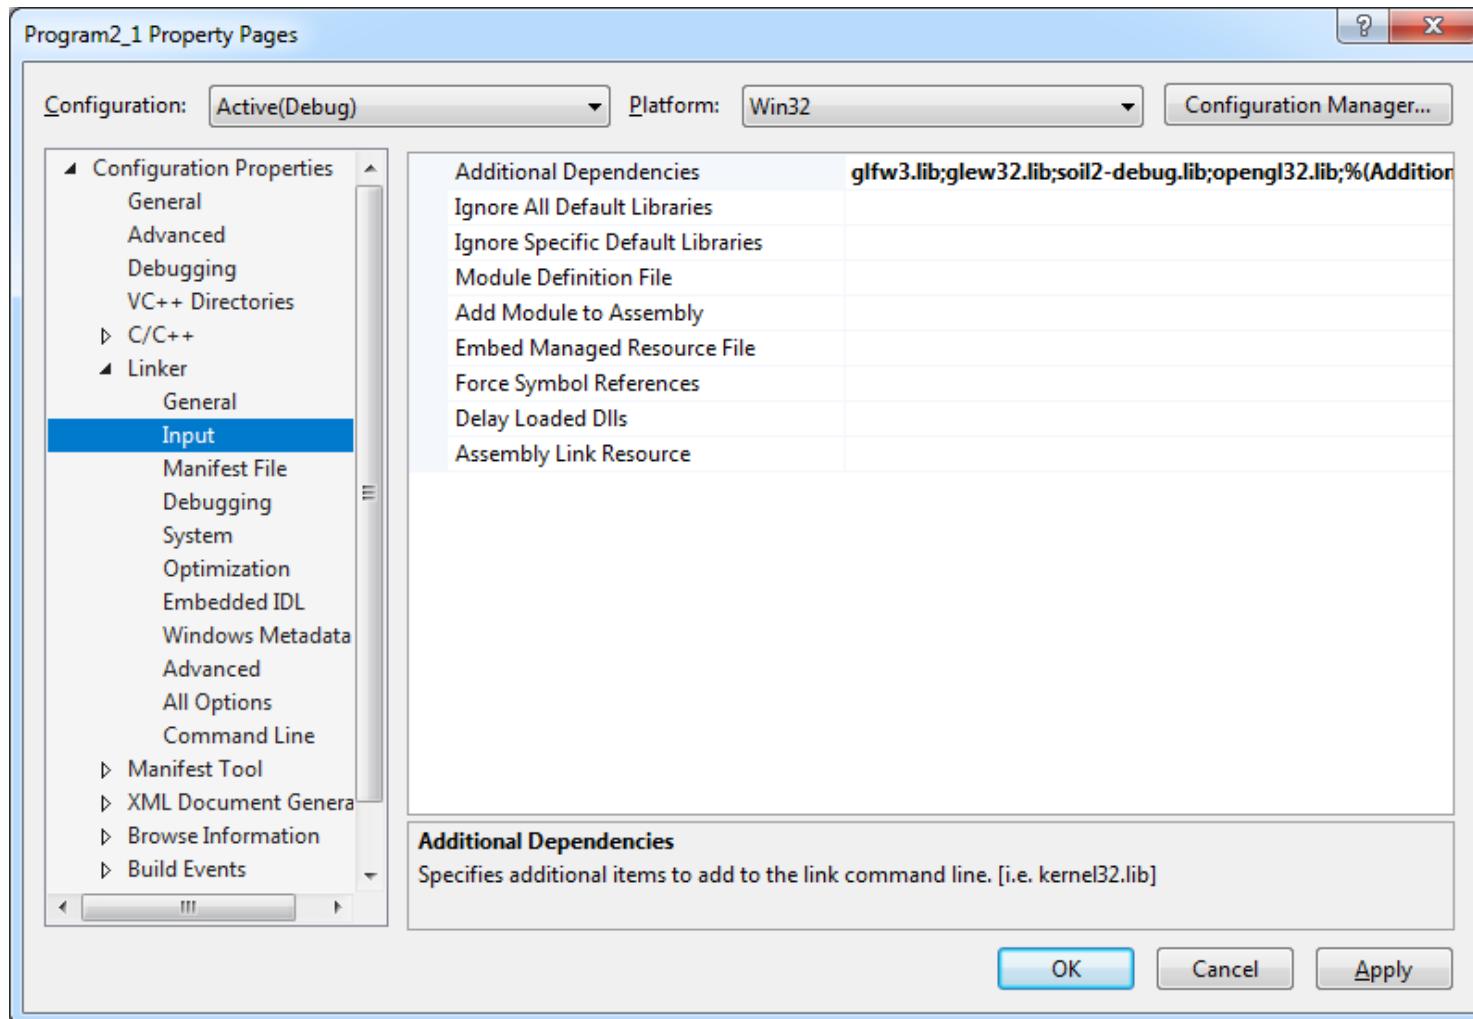 Program2_1 Property Pages
Configuration: Active(Debug) Platform: Win32 Configuration Manager...
Configuration Properties
General
Advanced
Debugging
VC++ Directories
C/C++
Linker
General
Input
Manifest File
Debugging
System
Optimization
Embedded IDL
Windows Metadata
Advanced
All Options
Command Line
Manifest Tool
XML Document Genera
Browse Information
Build Events
Additional Dependencies glfw3.lib;glew32.lib;soil2-debug.lib;opengl32.lib;%(Addition
Ignore All Default Libraries
Ignore Specific Default Libraries
Module Definition File
Add Module to Assembly
Embed Managed Resource File
Force Symbol References
Delay Loaded Dlls
Assembly Link Resource
Additional Dependencies
Specifies additional items to add to the link command line. [i.e. kernel32.lib]
OK Cancel Apply